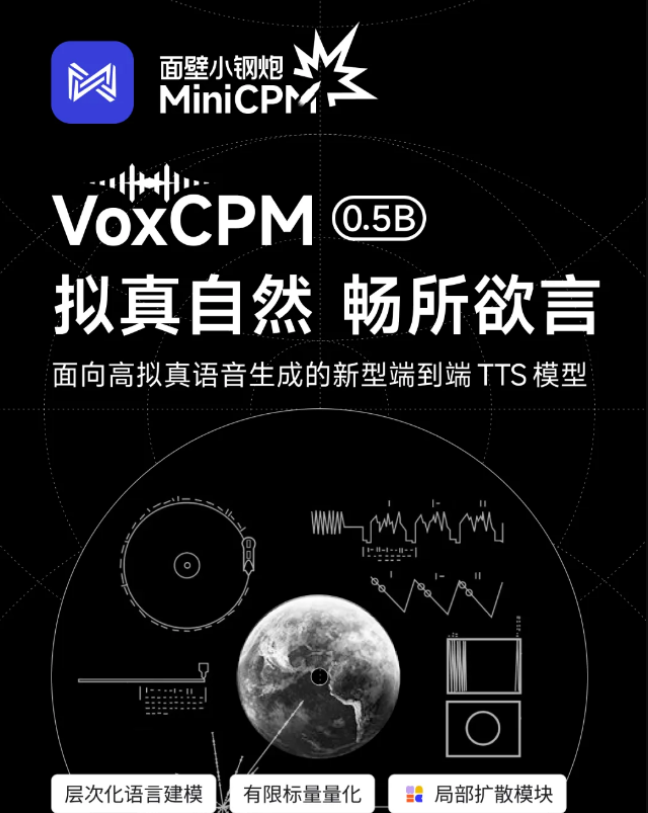 面壁小钢炮
MiniCPM
VoxCPM 0.5B
拟真自然 畅所欲言
面向高拟真语音生成的新型端到端 TTS 模型
层次化语言建模 有限标量量化 局部扩散模块